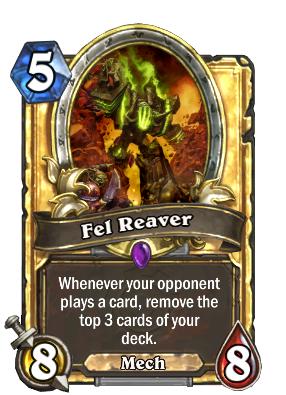 5
Fel Reaver
Whenever your opponent
plays a card, remove the
top 3 cards of your
deck.
8
Mech
8